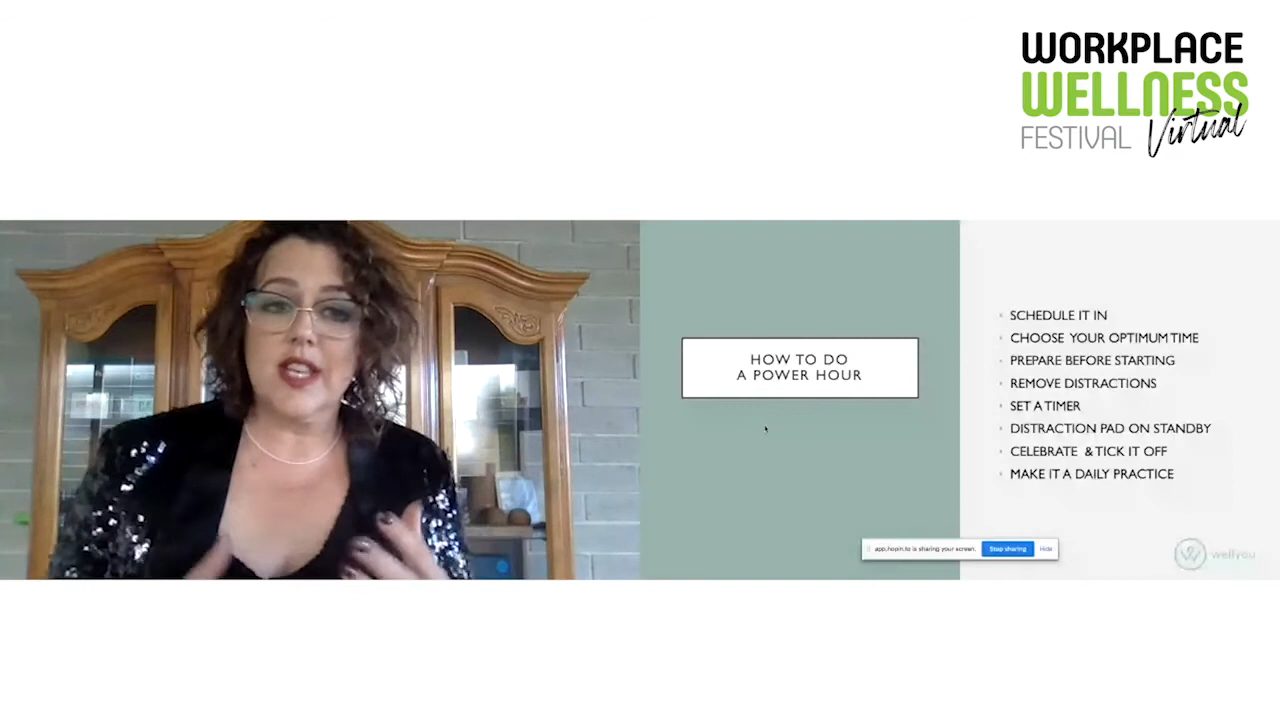 WORKPLACE
WELLNESS
FESTIVAL Virtual
HOW TO DO
A POWER HOUR
SCHEDULE IT IN
CHOOSE YOUR OPTIMUM TIME
PREPARE BEFORE STARTING
REMOVE DISTRACTIONS
SET A TIMER
DISTRACTION PAD ON STANDBY
CELEBRATE & TICK IT OFF
MAKE IT A DAILY PRACTICE
app.hopin.to is sharing your screen. Stop sharing Hide
wellyou